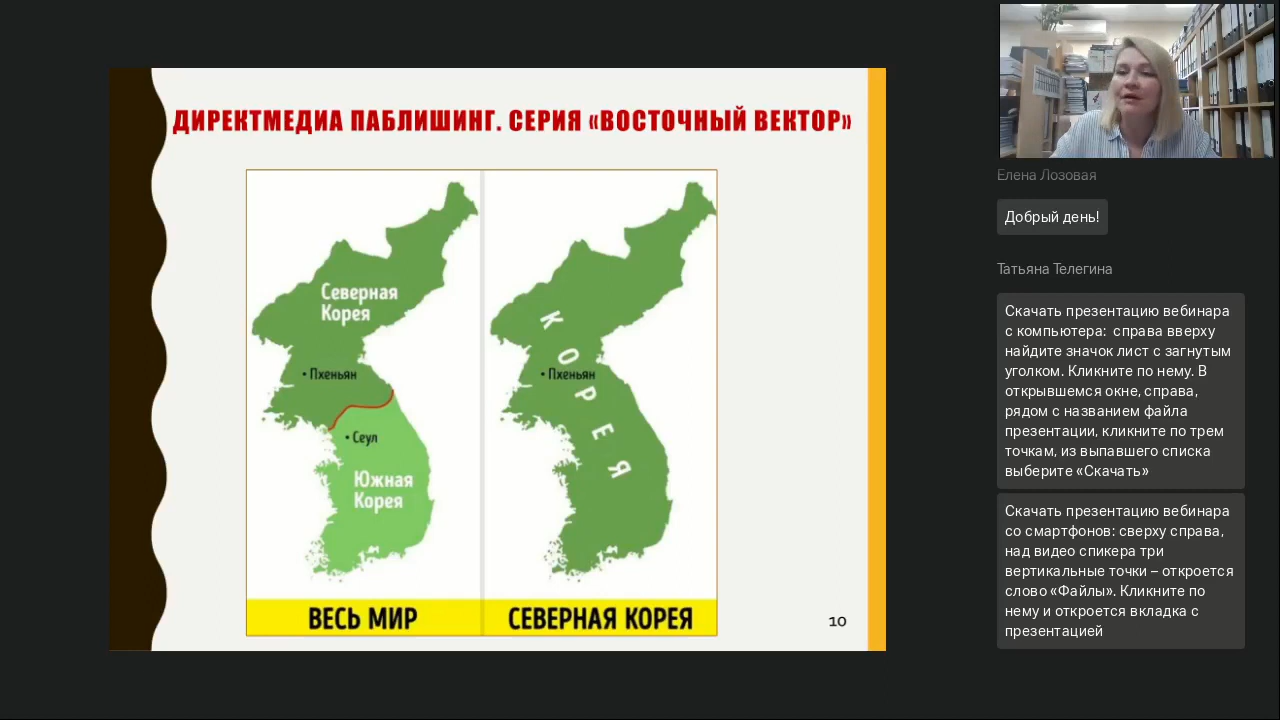 ДИРЕКТМЕДИА ПАБЛИШИНГ. СЕРИЯ «ВОСТОЧНЫЙ ВЕКТОР»
Северная
Корея
• Пхеньян
• Сеул
Южная
Корея
ВЕСЬ МИР
КОРЕЯ
• Пхеньян
СЕВЕРНАЯ КОРЕЯ
10
Елена Лозовая
Добрый день!
Татьяна Телегина
Скачать презентацию вебинара
с компьютера: справа вверху
найдите значок лист с загнутым
уголком. Кликните по нему. В
открывшемся окне, справа,
рядом с названием файла
презентации, кликните по трем
точкам, из выпавшего списка
выберите «Скачать»
Скачать презентацию вебинара
со смартфонов: сверху справа,
над видео спикера три
вертикальные точки – откроется
слово «Файлы». Кликните по
нему и откроется вкладка с
презентацией